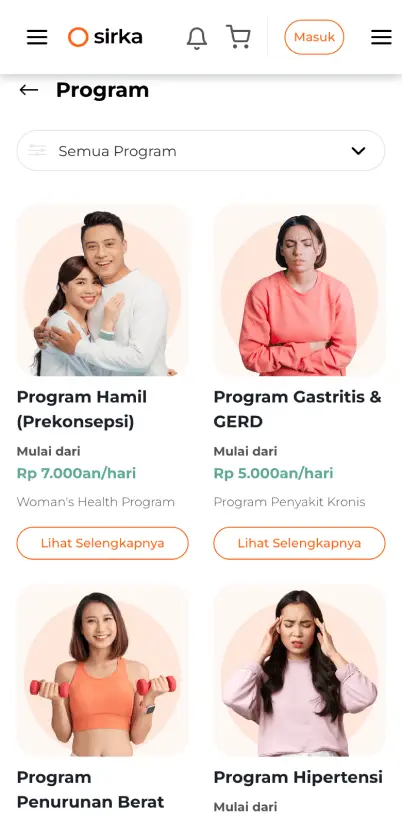 sirka
Masuk
Program
Semua Program
Program Hamil
(Prekonsepsi)
Mulai dari
Rp 7.000an/hari
Woman's Health Program
Lihat Selengkapnya
Program Gastritis &
GERD
Mulai dari
Rp 5.000an/hari
Program Penyakit Kronis
Lihat Selengkapnya
Program
Penurunan Berat
Program Hipertensi
Mulai dari